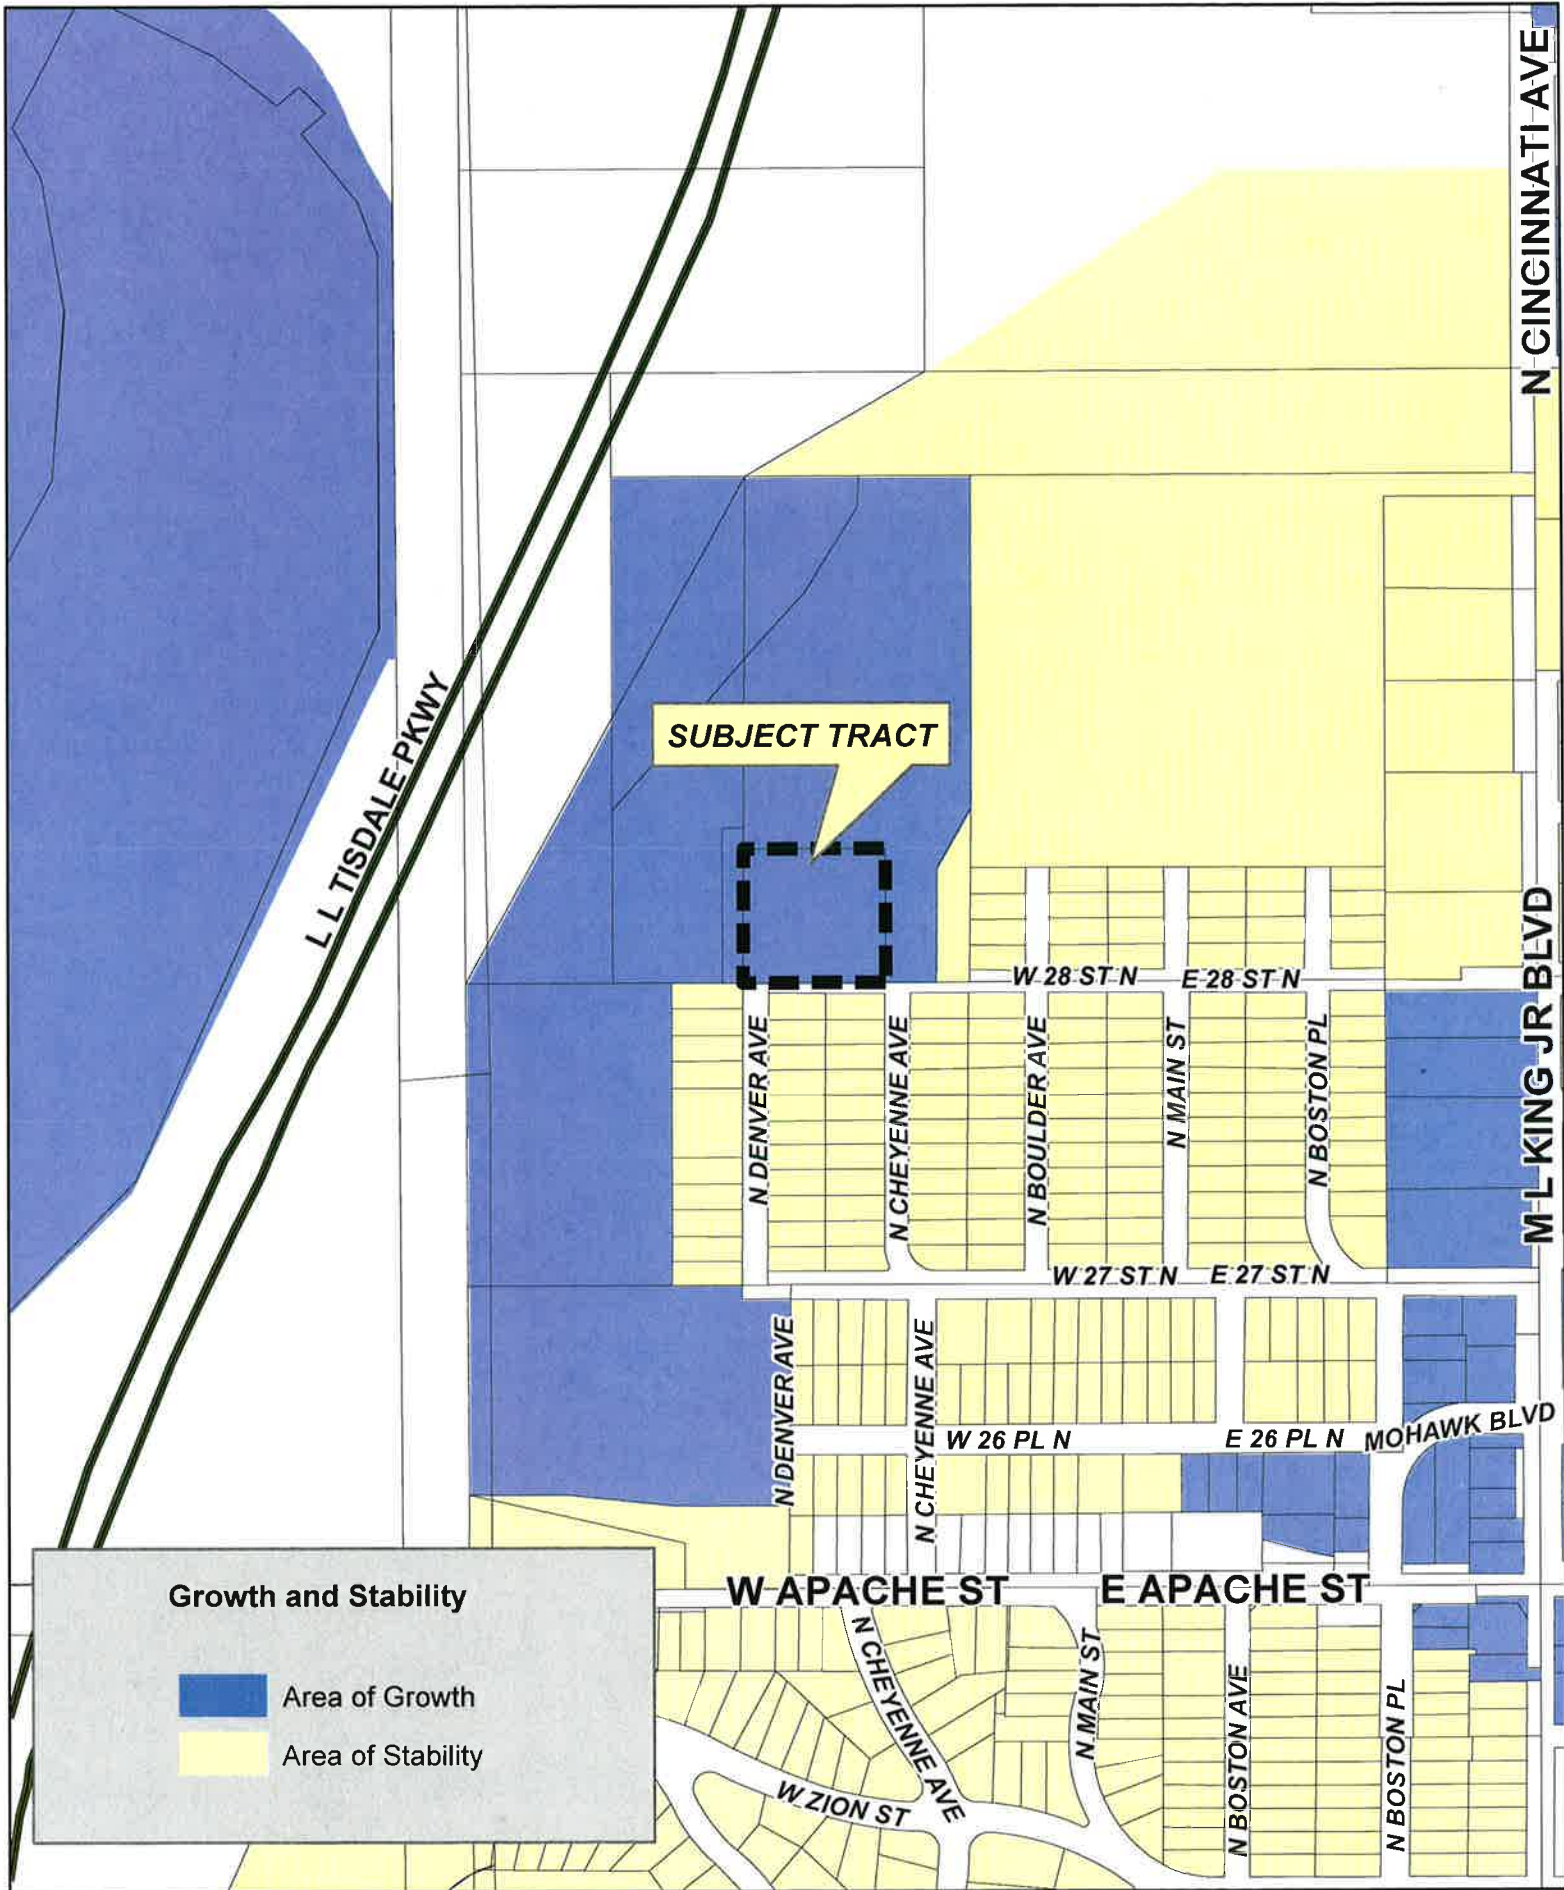 N CINCINNATI AVE
L L TISDALE PKWY
SUBJECT TRACT
W 28 ST N
E 28 ST N
M L KING JR BLVD
N DENVER AVE
N CHEYENNE AVE
N BOULDER AVE
N MAIN ST
N BOSTON PL
W 27 ST N
E 27 ST N
N DENVER AVE
N CHEYENNE AVE
W 26 PL N
E 26 PL N
MOHAWK BLVD
W APACHE ST
E APACHE ST
Growth and Stability
Area of Growth
Area of Stability
N CHEYENNE AVE
N MAIN ST
N BOSTON AVE
N BOSTON PL
W ZION ST